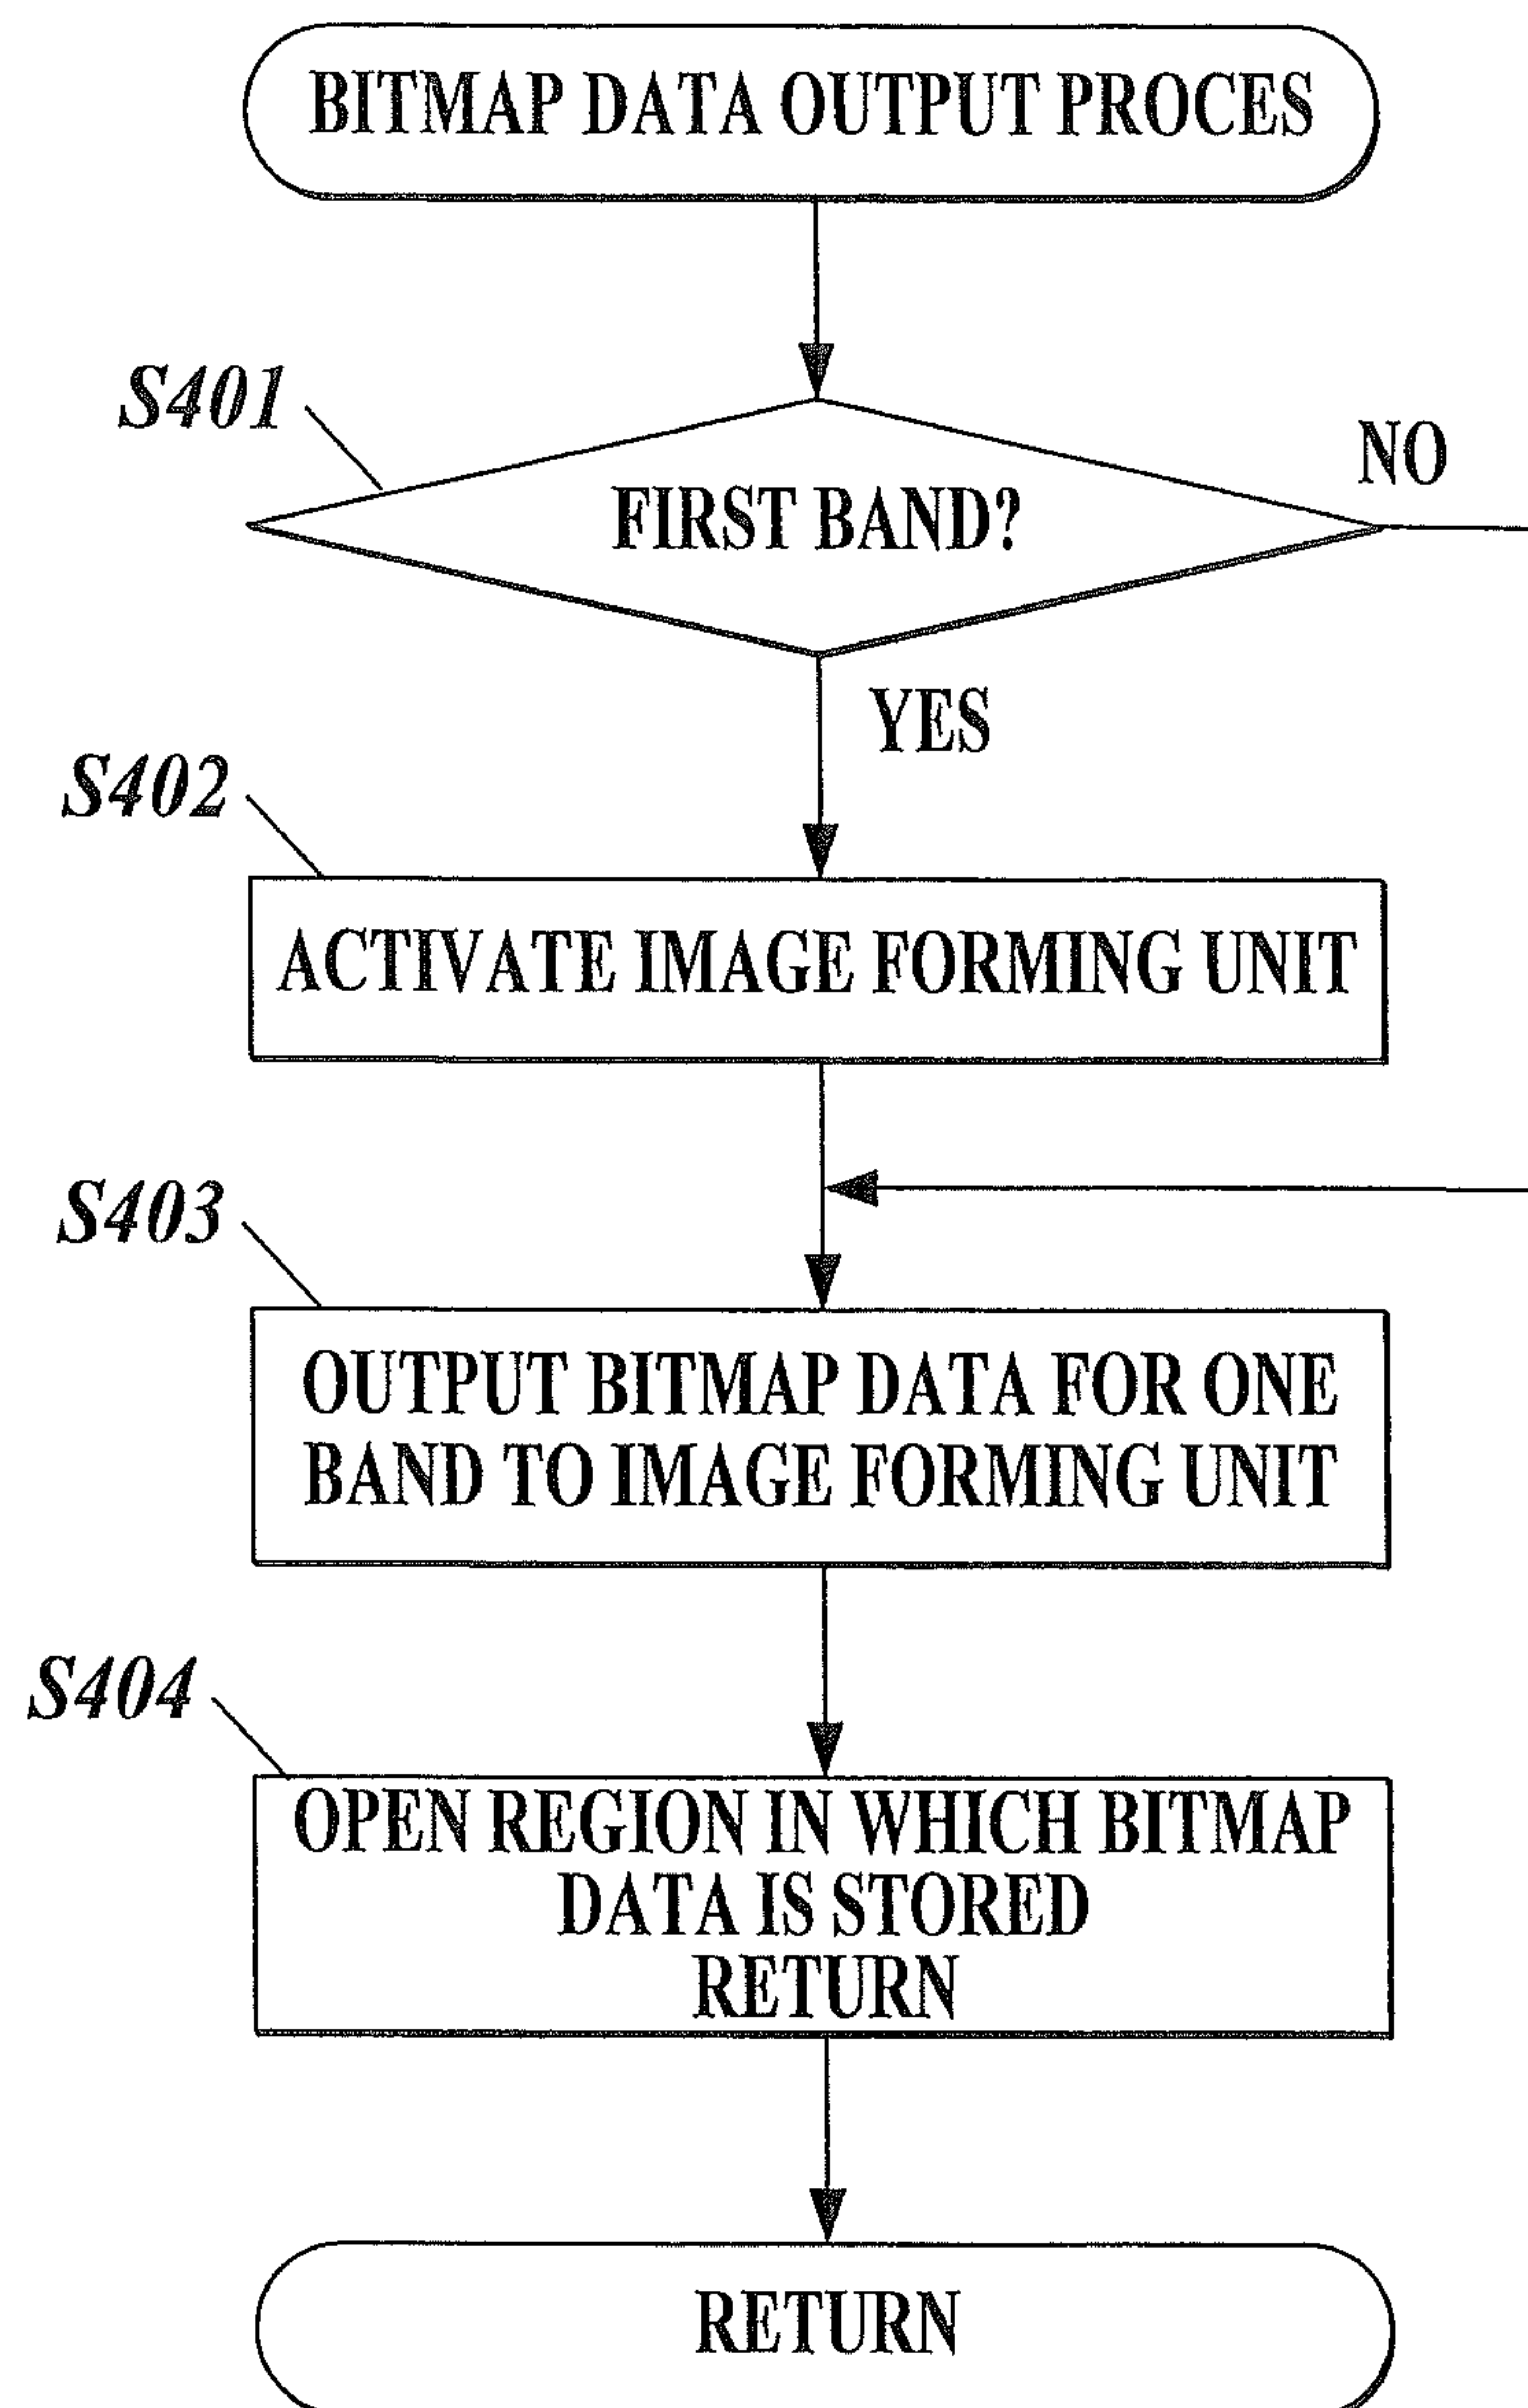 BITMAP DATA OUTPUT PROCES
S401
FIRST BAND?
NO
YES
S402
ACTIVATE IMAGE FORMING UNIT
S403
OUTPUT BITMAP DATA FOR ONE
BAND TO IMAGE FORMING UNIT
S404
OPEN REGION IN WHICH BITMAP
DATA IS STORED
RETURN
RETURN